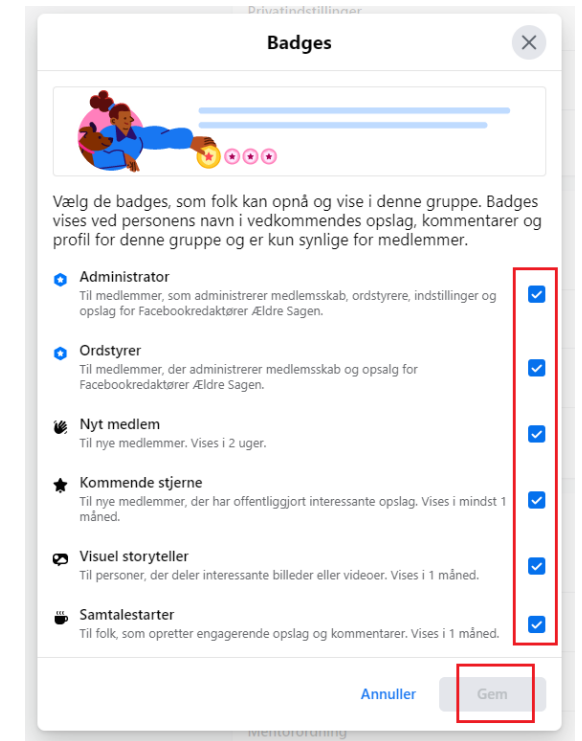 Privatindstillinger
Badges
Vælg de badges, som folk kan opnå og vise i denne gruppe. Badges
vises ved personens navn i vedkommendes opslag, kommentarer og
profil for denne gruppe og er kun synlige for medlemmer.
Administrator
Til medlemmer, som administrerer medlemsskab, ordstyrere, indstillinger og
opslag for Facebookredaktører Ældre Sagen.
Ordstyrer
Til medlemmer, der administrerer medlemsskab og opsalg for
Facebookredaktører Ældre Sagen.
Nyt medlem
Til nye medlemmer. Vises i 2 uger.
Kommende stjerne
Til nye medlemmer, der har offentliggjort interessante opslag. Vises i mindst 1
måned.
Visuel storyteller
Til personer, der deler interessante billeder eller videoer. Vises i 1 måned.
Samtalestarter
Til folk, som opretter engagerende opslag og kommentarer. Vises i 1 måned.
Annuller
Gem
Mentorordning